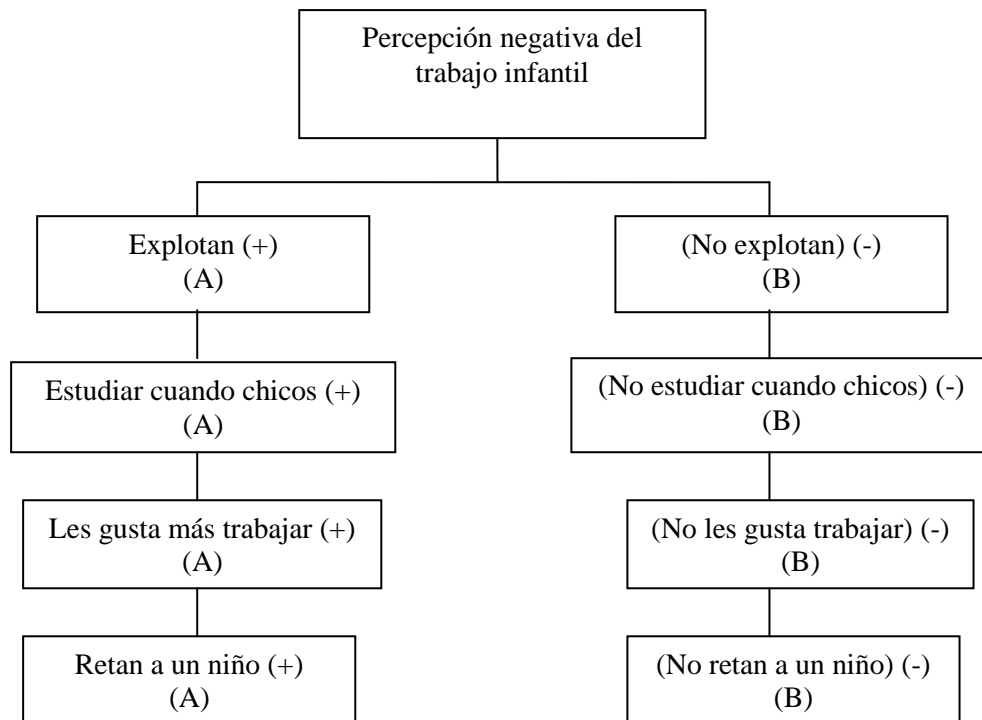 Percepción negativa del
trabajo infantil
Explotan (+)
(A)
(No explotan) (-)
(B)
Estudiar cuando chicos (+)
(A)
(No estudiar cuando chicos) (-)
(B)
Les gusta más trabajar (+)
(A)
(No les gusta trabajar) (-)
(B)
Retan a un niño (+)
(A)
(No retan a un niño) (-)
(B)